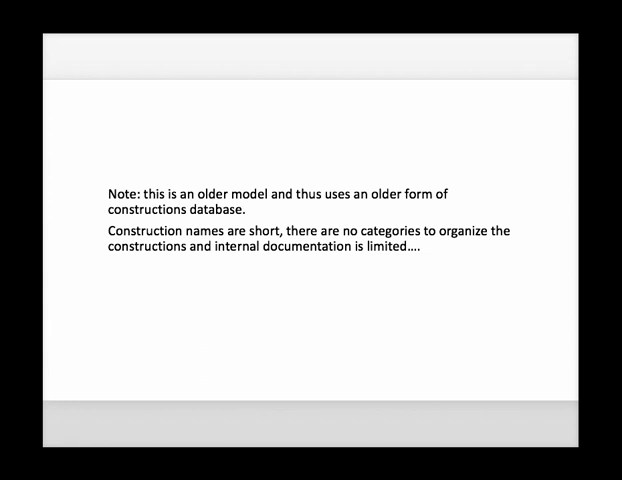 Note: this is an older model and thus uses an older form of
constructions database.
Construction names are short, there are no categories to organize the
constructions and internal documentation is limited....